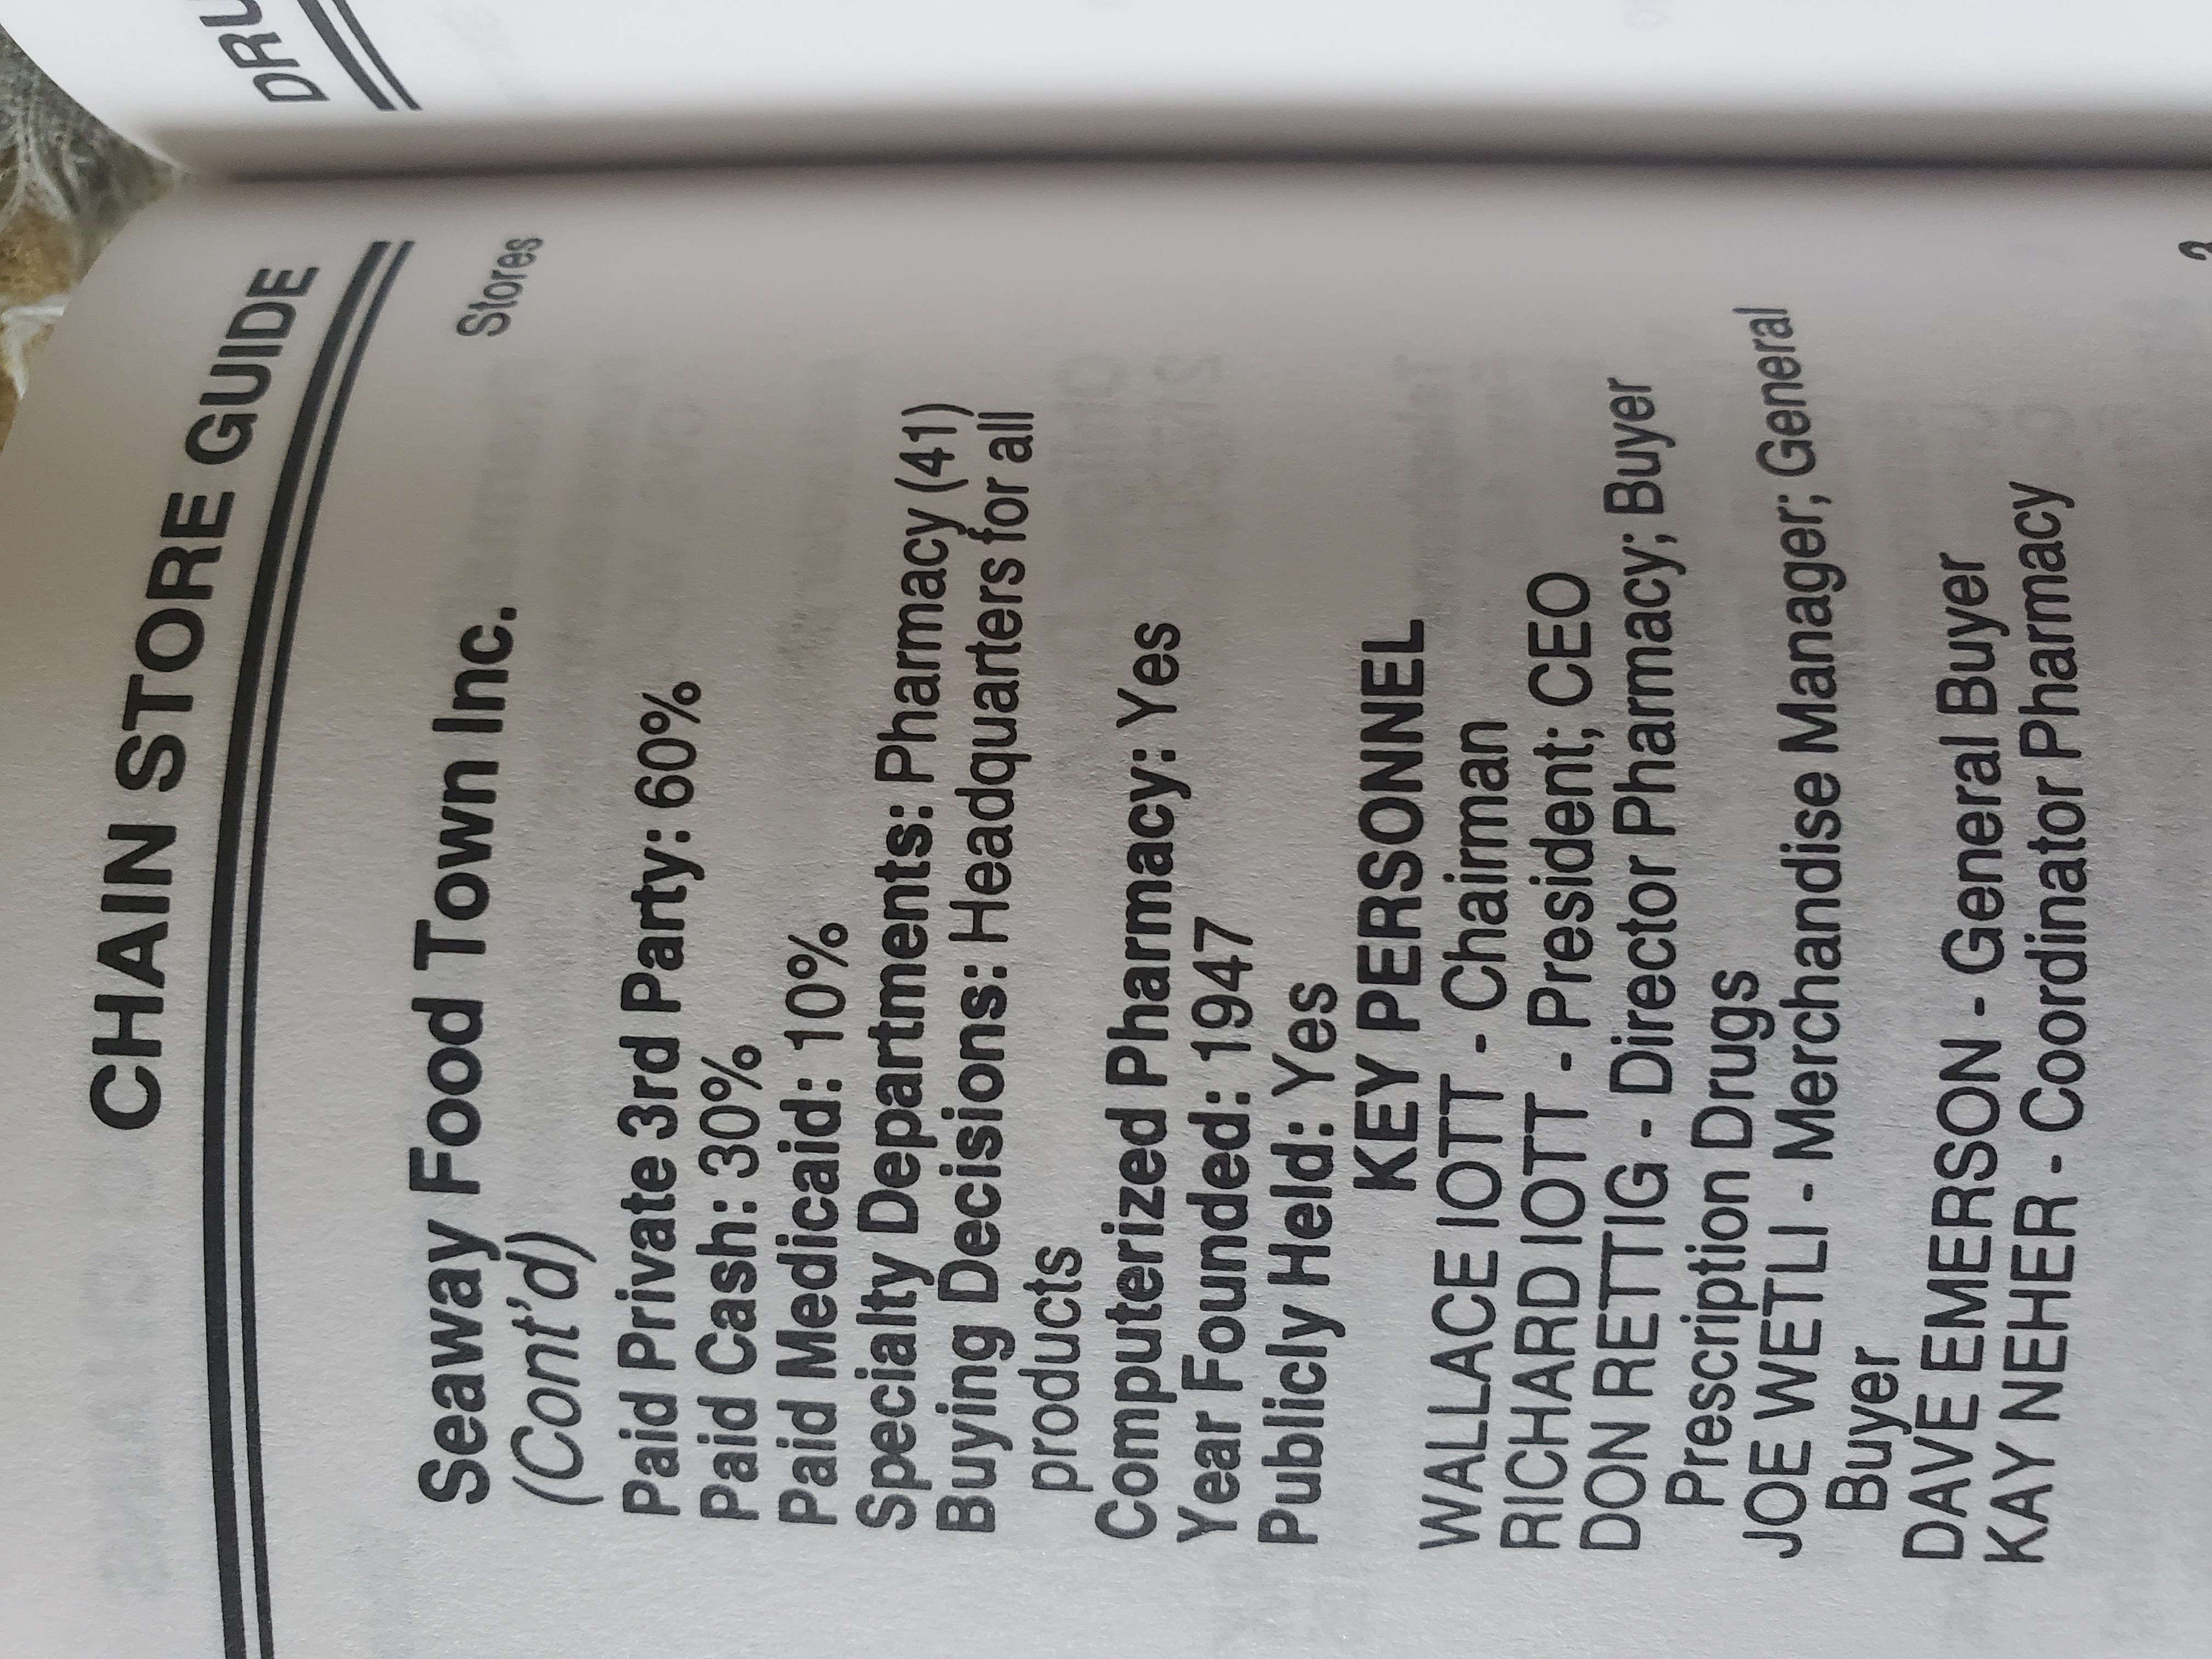 CHAIN STORE GUIDE
Stores
Seaway Food Town Inc.
(Cont'd)
Paid Private 3rd Party: 60%
Paid Cash: 30%
Paid Medicaid: 10%
Specialty Departments: Pharmacy (41)
Buying Decisions: Headquarters for all
products
Computerized Pharmacy: Yes
Year Founded: 1947
Publicly Held: Yes
KEY PERSONNEL
WALLACE IOTT - Chairman
RICHARD IOTT - President; CEO
DON RETTIG - Director Pharmacy; Buyer
Prescription Drugs
JOE WETLI - Merchandise Manager; General
Buyer
DAVE EMERSON - General Buyer
KAY NEHER - Coordinator Pharmacy
DRU